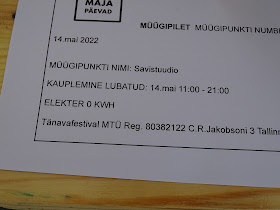 MAJA
PÄEVAD
MÜÜGIPILET MÜÜGIPUNKTI NUMB
14.mai 2022
MÜÜGIPUNKTI NIMI: Savistuudio
KAUPLEMINE LUBATUD: 14.mai 11:00 - 21:00
ELEKTER 0 KWH
Tänavafestival MTÜ Reg. 80382122 C.R.Jakobsoni 3 Tallinn